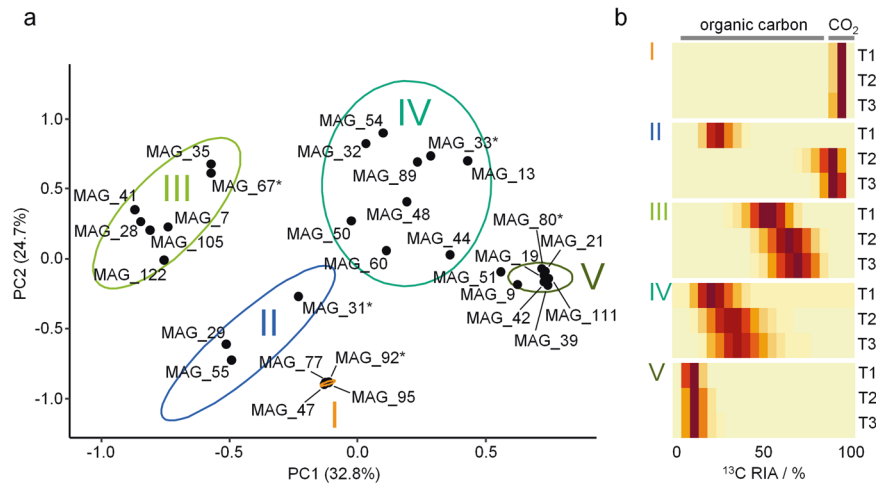 a
PC2 (24.7%)
1.0
0.5
0.0
-0.5
-1.0
-1.0
-0.5
0.0
0.5
PC1 (32.8%)
III
MAG_35
MAG_67*
MAG_41
MAG_7
MAG_28
MAG_105
MAG_122
IV
MAG_54
MAG_32
MAG_33*
MAG_89
MAG_13
MAG_48
MAG_50
MAG_44
MAG_60
II
MAG_31*
MAG_29
MAG_55
MAG_77
MAG_92*
MAG_47
MAG_95
I
MAG_80*
MAG_19
MAG_21
MAG_51
MAG_9
MAG_42
MAG_111
MAG_39
V
b
organic carbon
CO₂
I
T1
T2
T3
II
T1
T2
T3
III
T1
T2
T3
IV
T1
T2
T3
V
T1
T2
T3
0 50 100
¹³C RIA / %